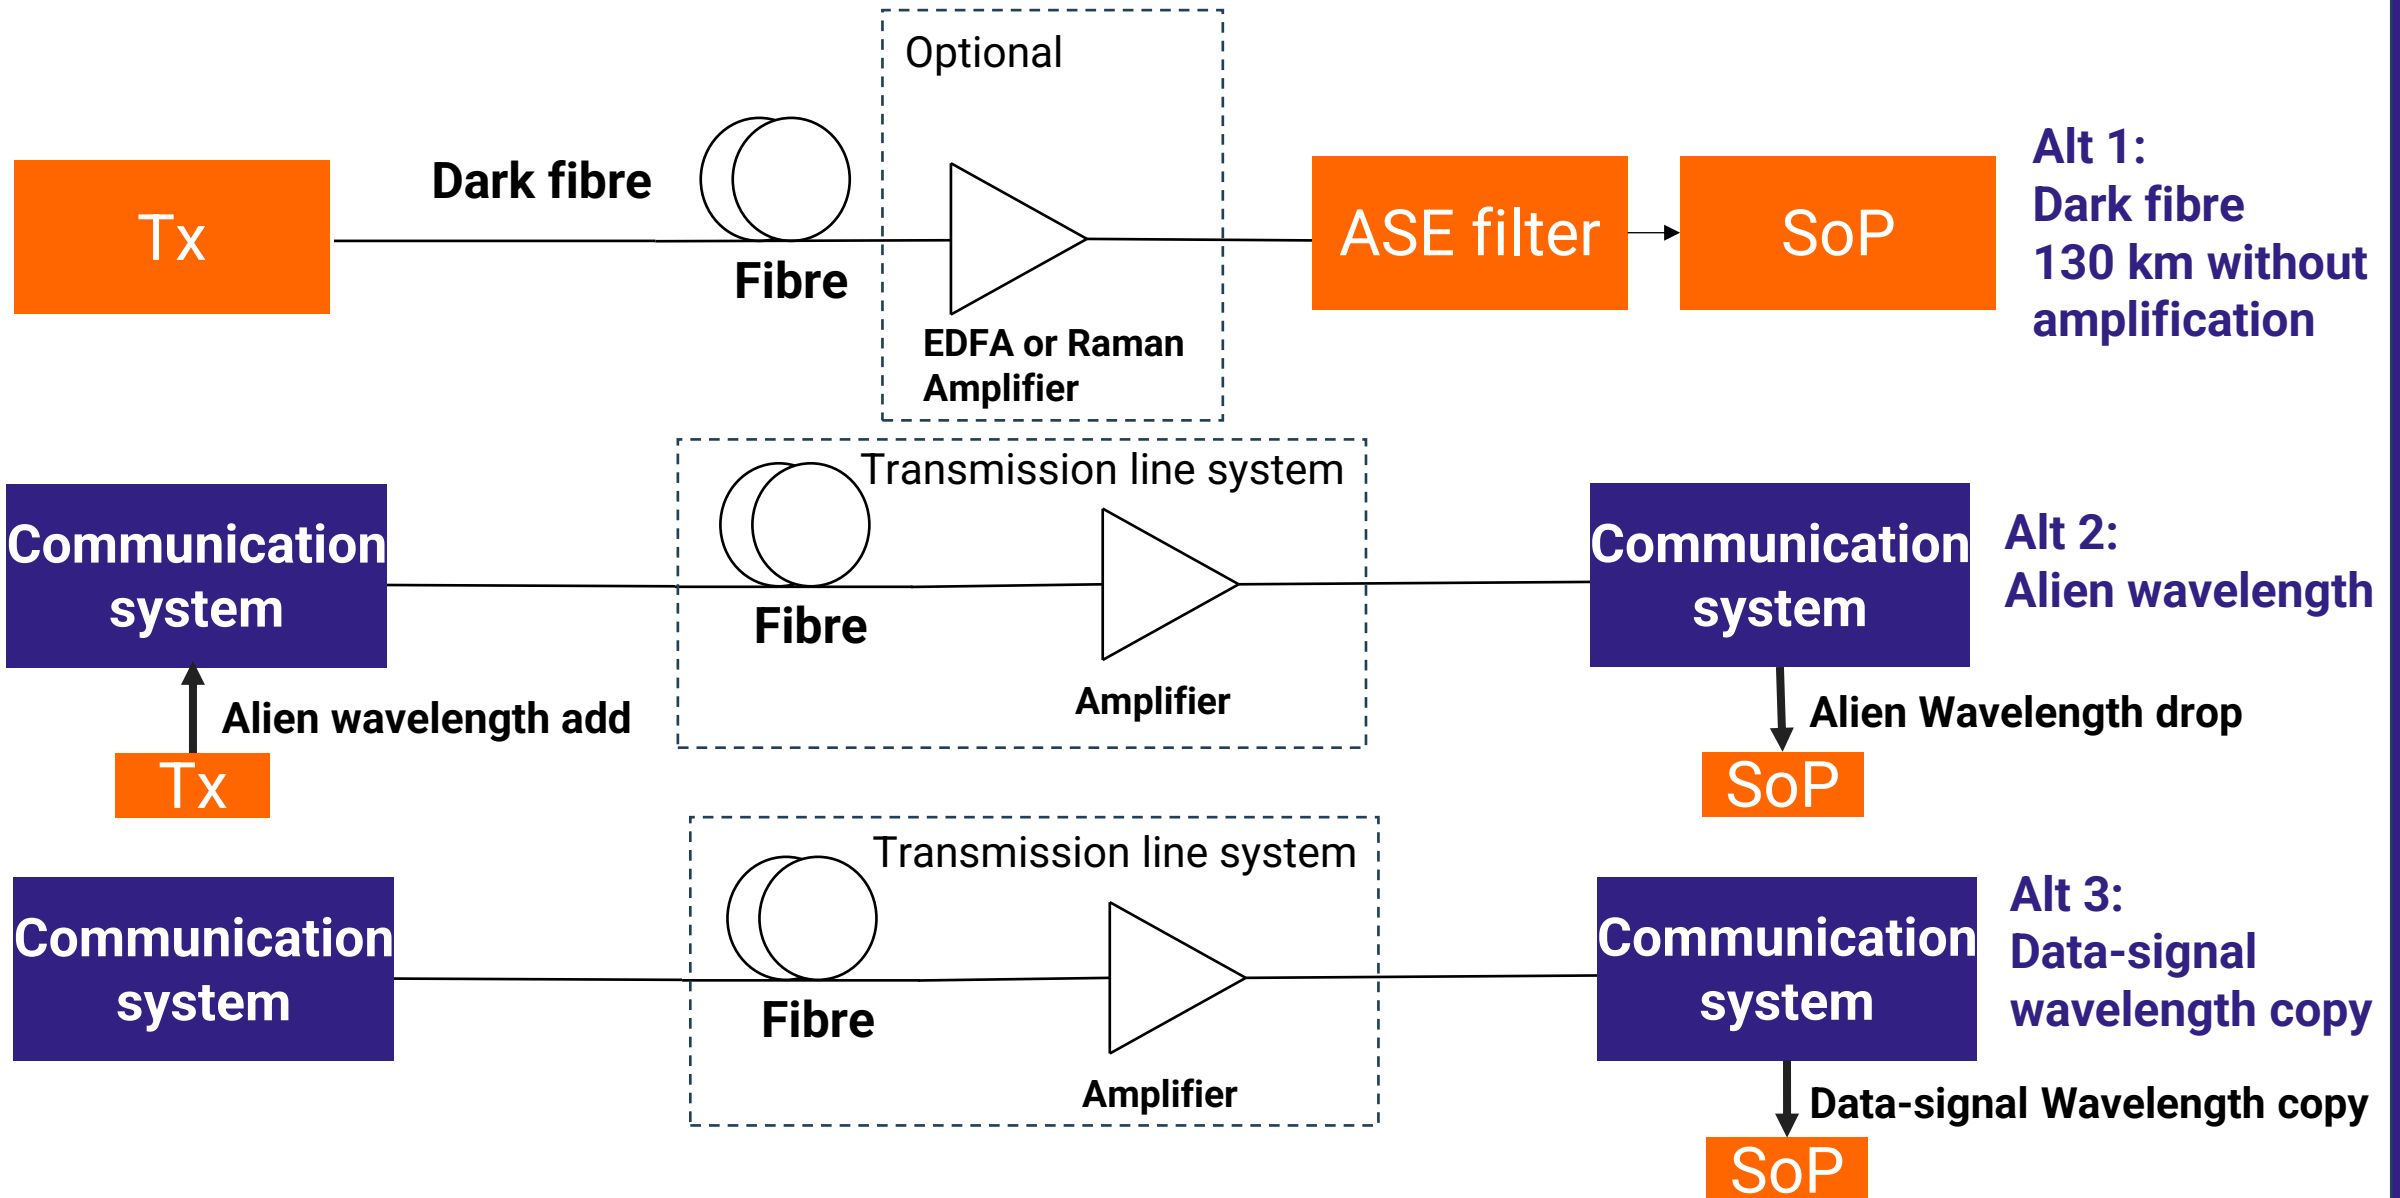 Optional
Tx
Dark fibre
Fibre
EDFA or Raman
Amplifier
ASE filter
SoP
Alt 1:
Dark fibre
130 km without
amplification
Communication
system
Transmission line system
Fibre
Amplifier
Communication
system
Alt 2:
Alien wavelength
Alien wavelength add
Tx
Alien Wavelength drop
SoP
Communication
system
Transmission line system
Fibre
Amplifier
Communication
system
Alt 3:
Data-signal
wavelength copy
Data-signal Wavelength copy
SoP